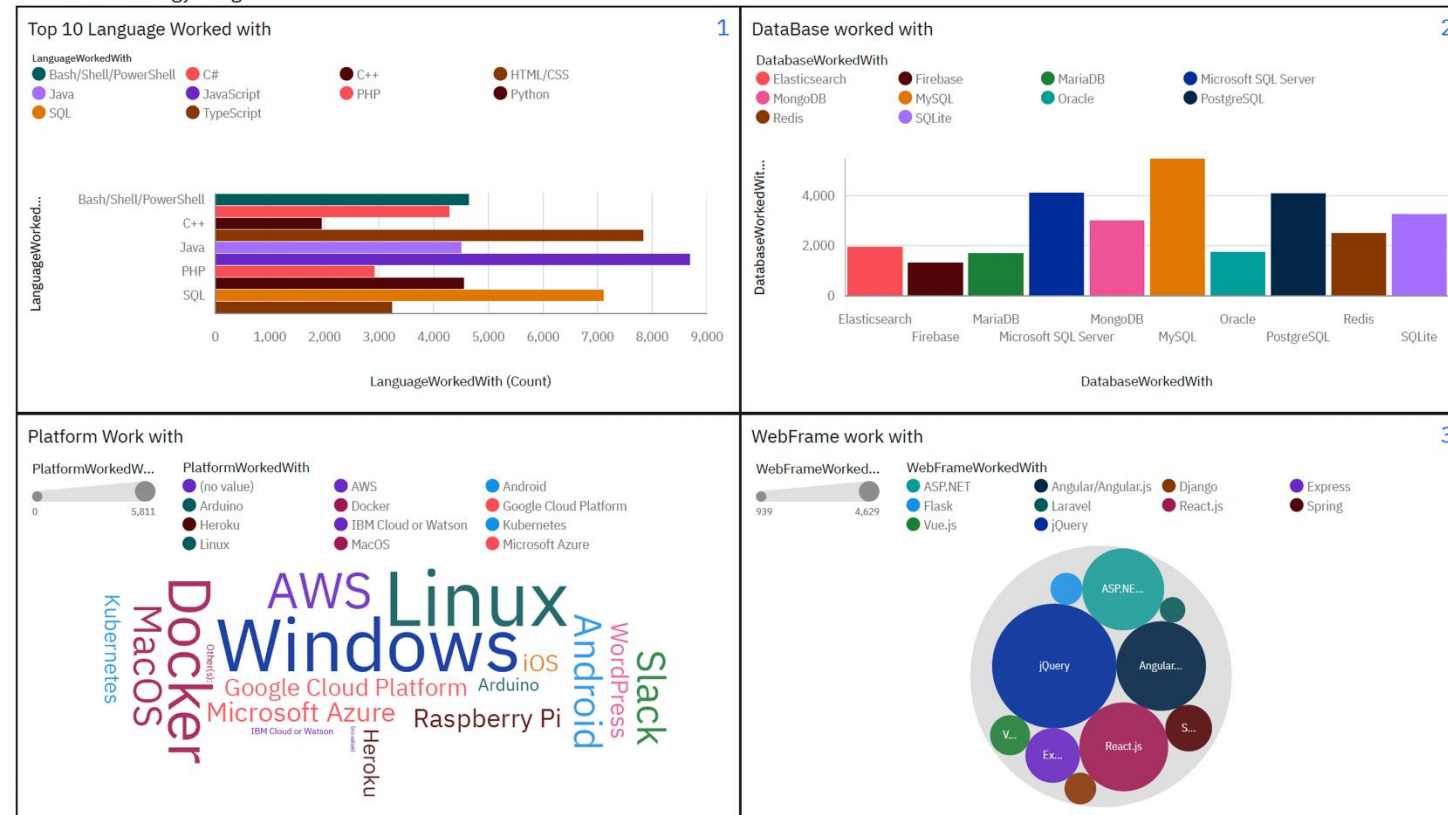 Top 10 Language Worked with
1
LanguageWorkedWith
Bash/Shell/PowerShell C# C++ HTML/CSS
Java JavaScript PHP Python
SQL TypeScript
LanguageWorked...
Bash/Shell/PowerShell
C++
Java
PHP
SQL
0 1,000 2,000 3,000 4,000 5,000 6,000 7,000 8,000 9,000
LanguageWorkedWith (Count)
DataBase worked with
2
DatabaseWorkedWith
Elasticsearch Firebase MariaDB Microsoft SQL Server
MongoDB MySQL Oracle PostgreSQL
Redis SQLite
DatabaseWorkedWit...
4,000
2,000
0
Elasticsearch MariaDB MongoDB Oracle Redis
Firebase Microsoft SQL Server MySQL PostgreSQL SQLite
DatabaseWorkedWith
Platform Work with
PlatformWorkedW...
0 5,811
PlatformWorkedWith
(no value) AWS Android
Arduino Docker Google Cloud Platform
Heroku IBM Cloud or Watson Kubernetes
Linux MacOS Microsoft Azure
Kubernetes
MacOS
Docker
Other(s):
AWS
Linux
Windows
iOS
Google Cloud Platform
Arduino
Microsoft Azure
Raspberry Pi
IBM Cloud or Watson
(no value)
Heroku
Android
WordPress
Slack
WebFrame work with
3
WebFrameWorked...
939 4,629
WebFrameWorkedWith
ASP.NET Angular/Angular.js Django Express
Flask Laravel React.js Spring
Vue.js jQuery
ASP.NE...
jQuery
Angular...
V...
Ex...
React.js
S...